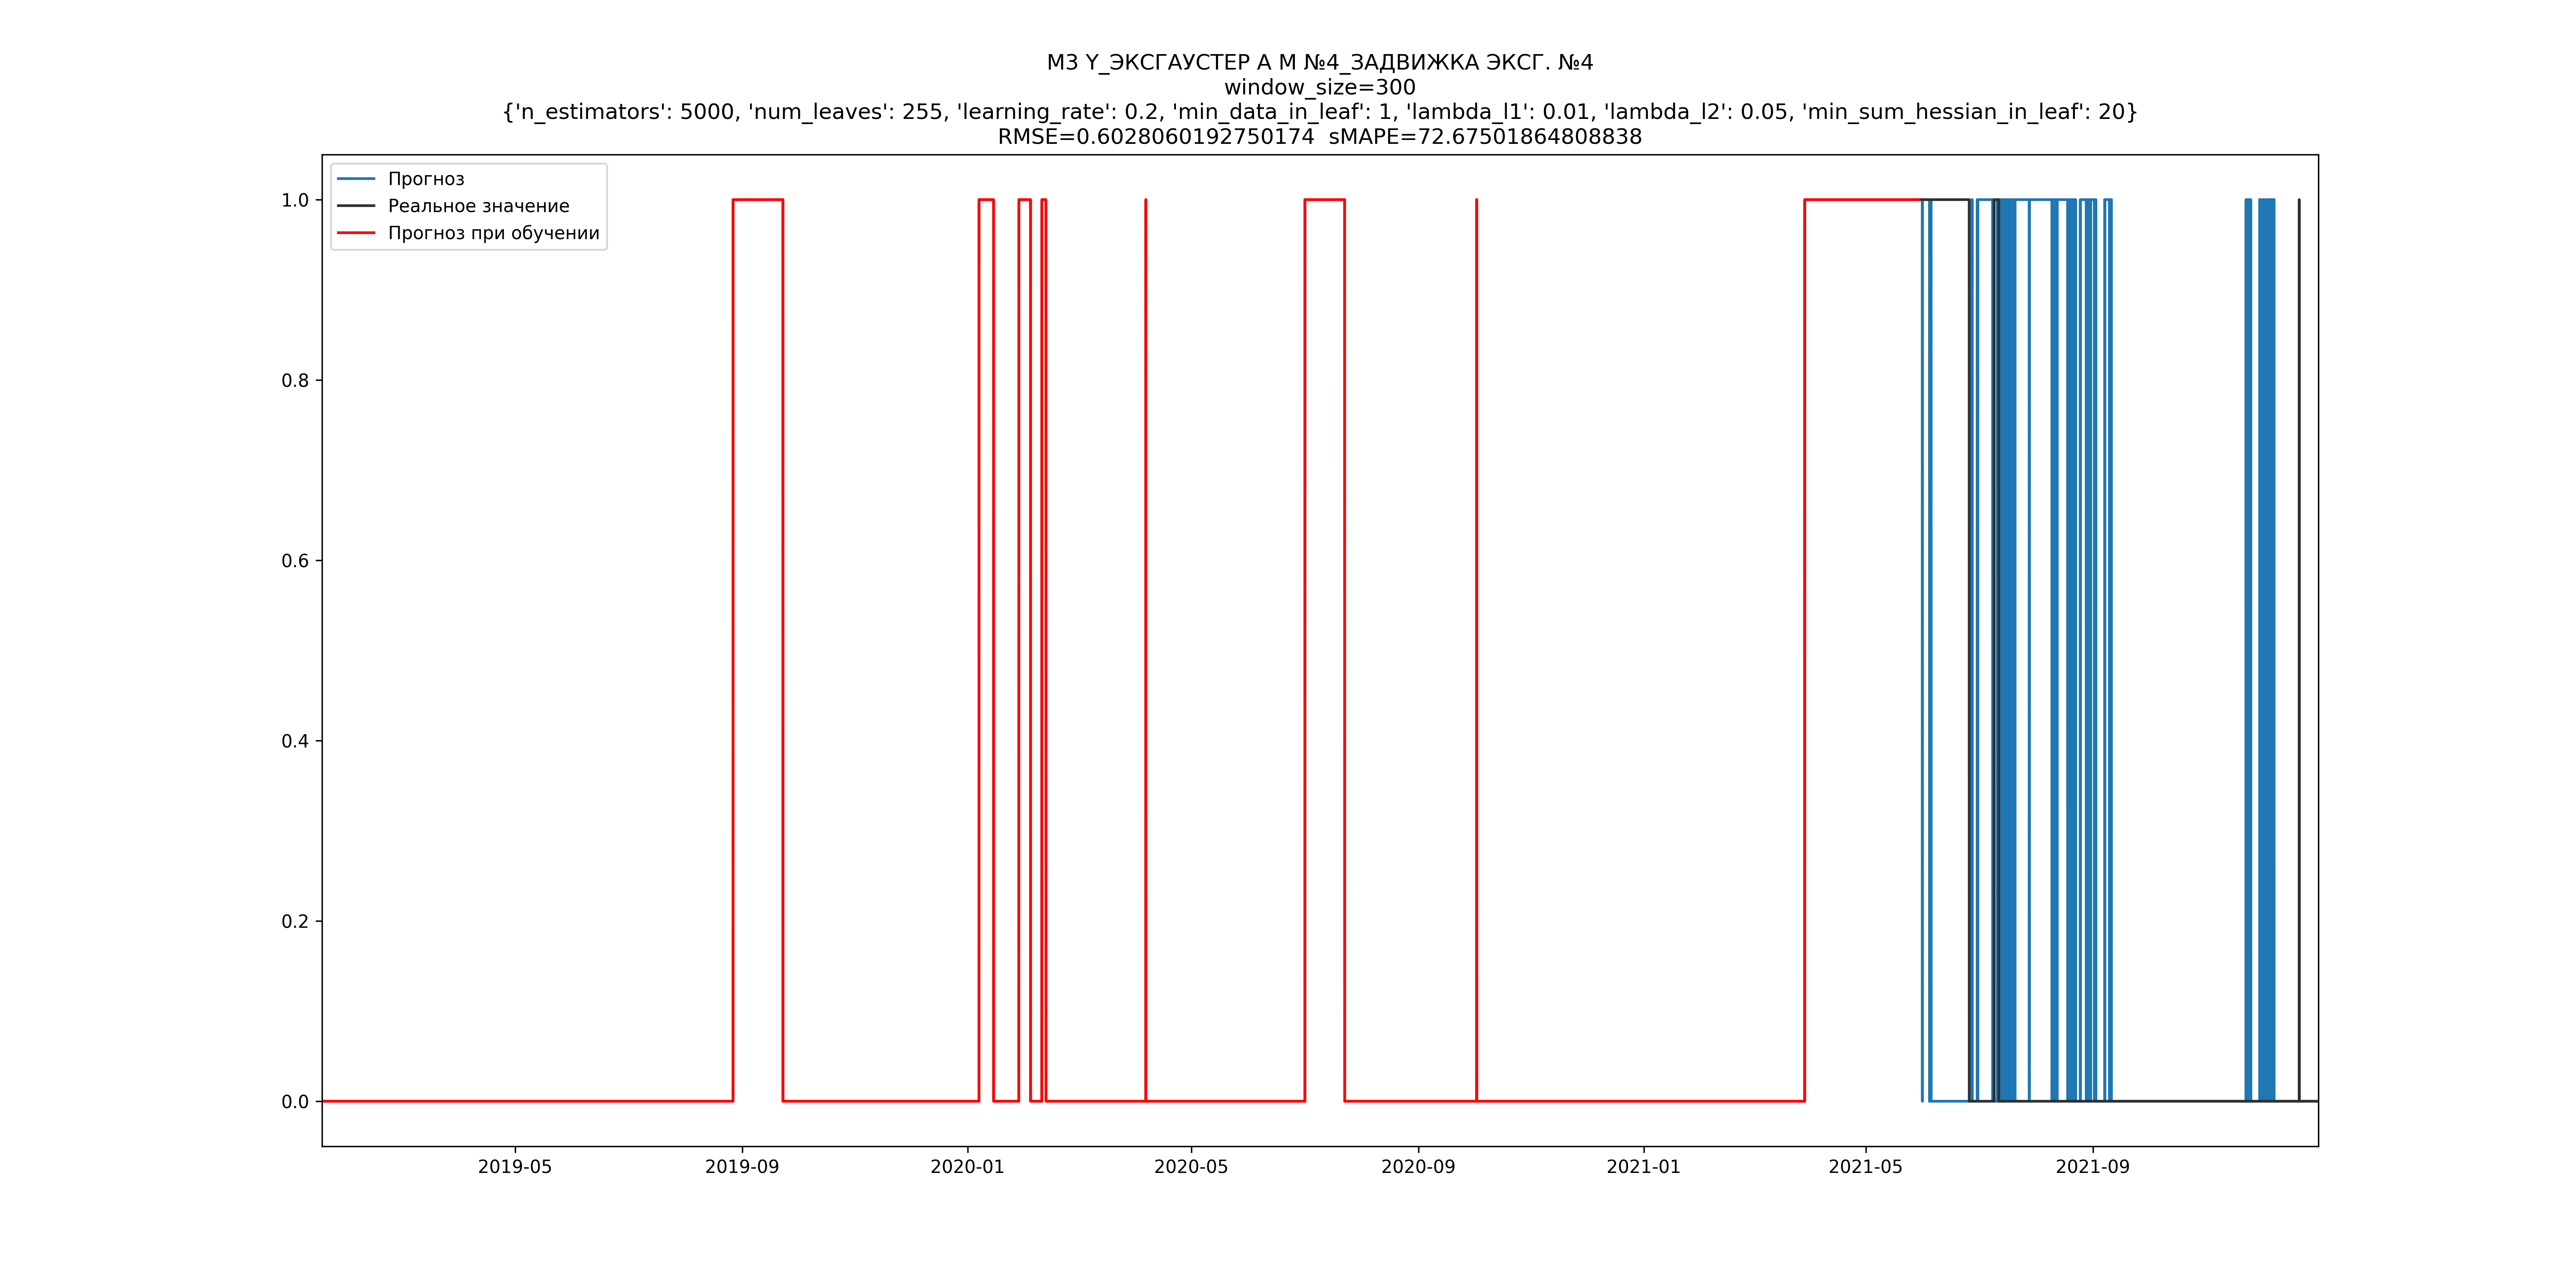 М3 Y_ЭКСГАУСТЕР А М №4_ЗАДВИЖКА ЭКСГ. №4
window_size=300
{'n_estimators': 5000, 'num_leaves': 255, 'learning_rate': 0.2, 'min_data_in_leaf': 1, 'lambda_l1': 0.01, 'lambda_l2': 0.05, 'min_sum_hessian_in_leaf': 20}
RMSE=0.6028060192750174  sMAPE=72.67501864808838
Прогноз
Реальное значение
Прогноз при обучении
1.0
0.8
0.6
0.4
0.2
0.0
2019-05
2019-09
2020-01
2020-05
2020-09
2021-01
2021-05
2021-09